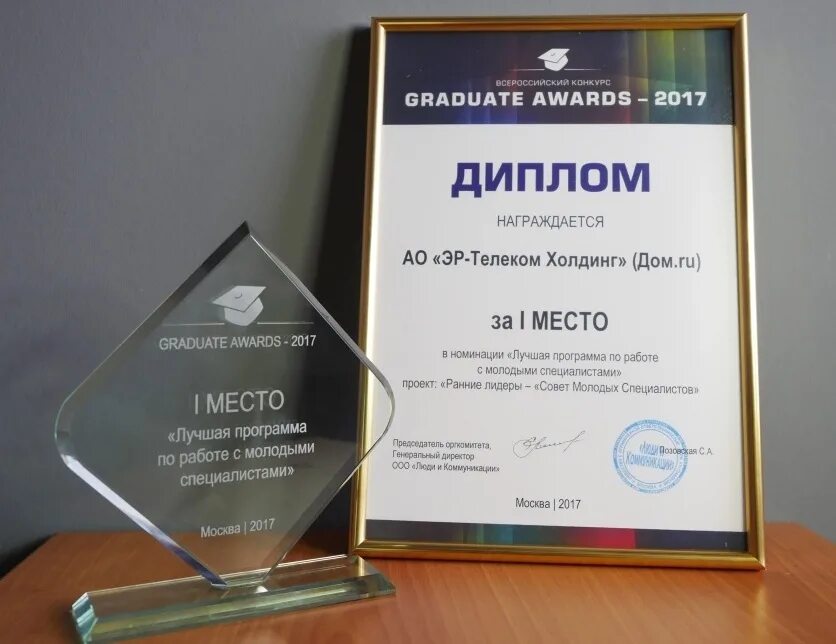 GRADUATE AWARDS - 2017
I МЕСТО
«Лучшая программа
по работе с молодыми
специалистами»
Москва | 2017
ВСЕРОССИЙСКИЙ КОНКУРС
GRADUATE AWARDS – 2017
ДИПЛОМ
НАГРАЖДАЕТСЯ
АО «ЭР-Телеком Холдинг» (Дом.ru)
за I МЕСТО
в номинации «Лучшая программа по работе
с молодыми специалистами»
проект: «Ранние лидеры – «Совет Молодых Специалистов»
Председатель оргкомитета,
Генеральный директор
ООО «Люди и Коммуникации»
«Люди и
Коммуникации»
Позовская С.А.
Москва | 2017